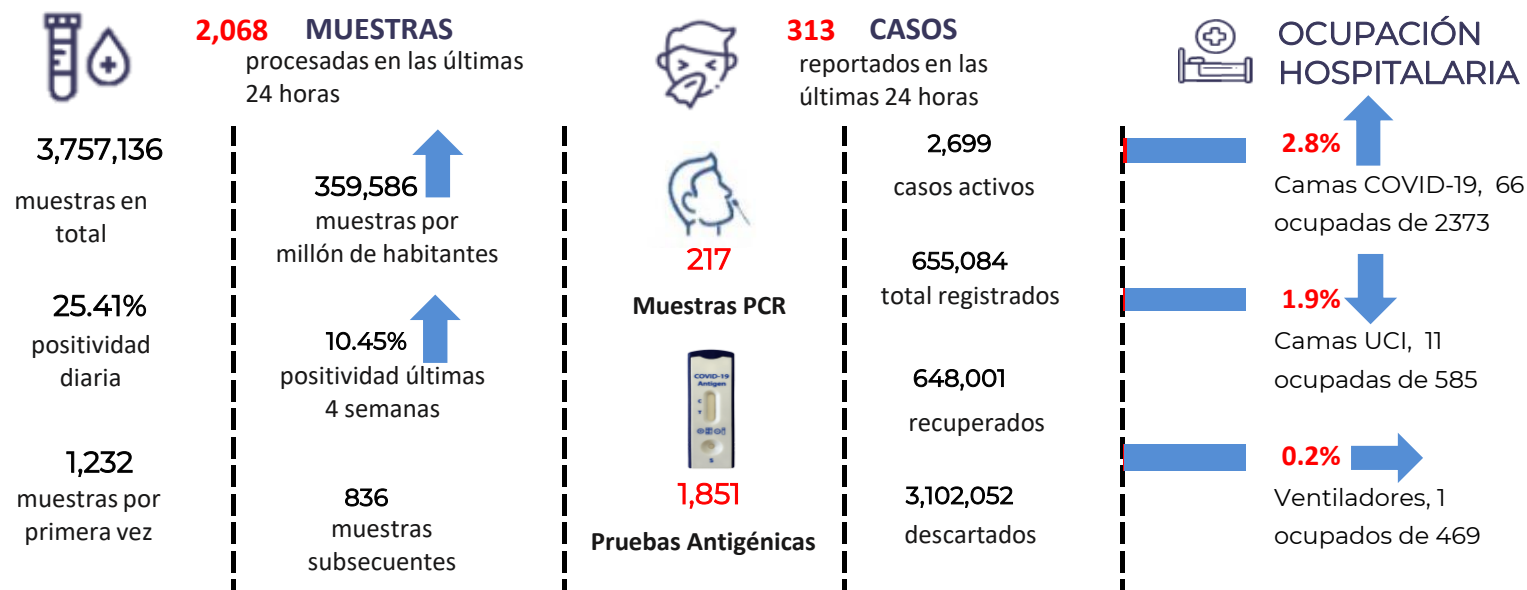 2,068 MUESTRAS
procesadas en las últimas
24 horas
3,757,136
muestras en
total
25.41%
positividad
diaria
1,232
muestras por
primera vez
359,586
muestras por
millón de habitantes
10.45%
positividad últimas
4 semanas
836
muestras
subsecuentes
313 CASOS
reportados en las
últimas 24 horas
217
Muestras PCR
COVID-19
Antigen
C
T
S
1,851
Pruebas Antigénicas
2,699
casos activos
655,084
total registrados
648,001
recuperados
3,102,052
descartados
OCUPACIÓN
HOSPITALARIA
2.8%
Camas COVID-19, 66
ocupadas de 2373
1.9%
Camas UCI, 11
ocupadas de 585
0.2%
Ventiladores, 1
ocupados de 469